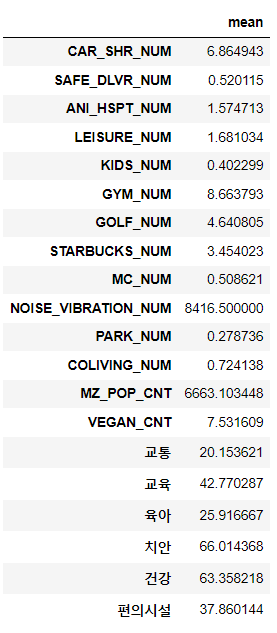 mean
CAR_SHR_NUM 6.864943
SAFE_DLVR_NUM 0.520115
ANI_HSPT_NUM 1.574713
LEISURE_NUM 1.681034
KIDS_NUM 0.402299
GYM_NUM 8.663793
GOLF_NUM 4.640805
STARBUCKS_NUM 3.454023
MC_NUM 0.508621
NOISE_VIBRATION_NUM 8416.500000
PARK_NUM 0.278736
COLIVING_NUM 0.724138
MZ_POP_CNT 6663.103448
VEGAN_CNT 7.531609
교통 20.153621
교육 42.770287
육아 25.916667
치안 66.014368
건강 63.358218
편의시설 37.860144